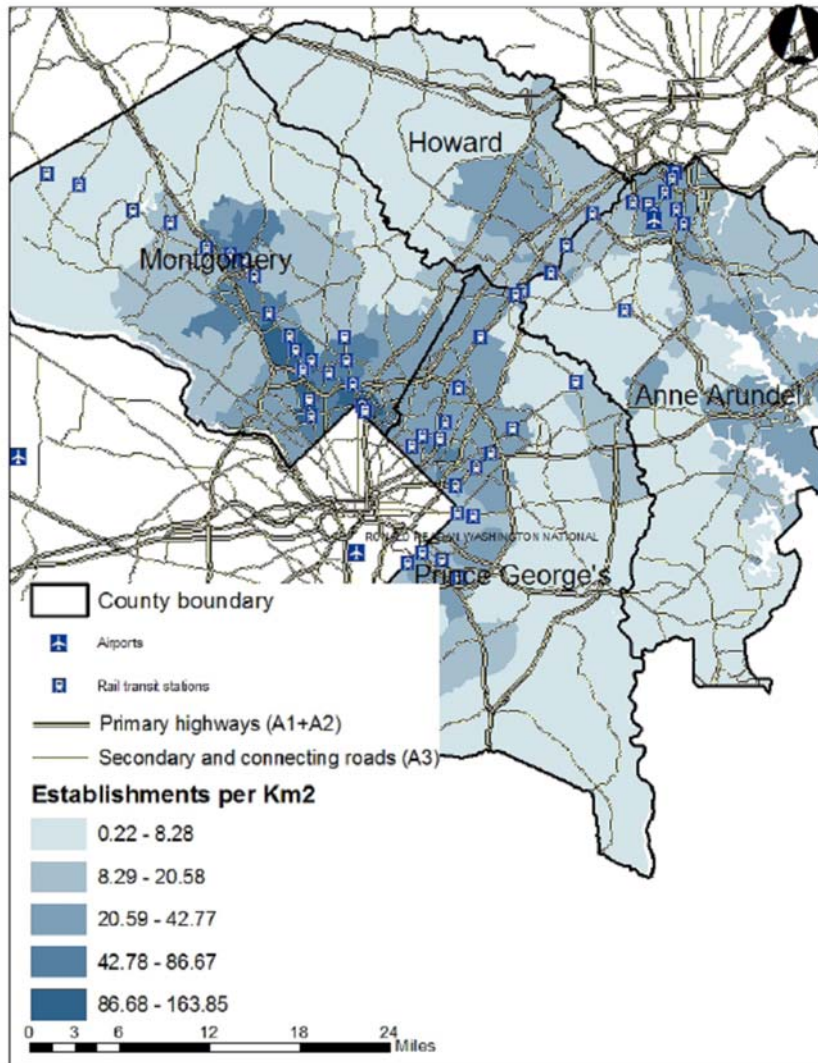 Howard
Montgomery
Anne Arundel
RONALD REAGAN WASHINGTON NATIONAL
Prince George's
County boundary
Airports
Rail transit stations
Primary highways (A1+A2)
Secondary and connecting roads (A3)
Establishments per Km2
0.22 - 8.28
8.29 - 20.58
20.59 - 42.77
42.78 - 86.67
86.68 - 163.85
0 3 6 12 18 24
Miles